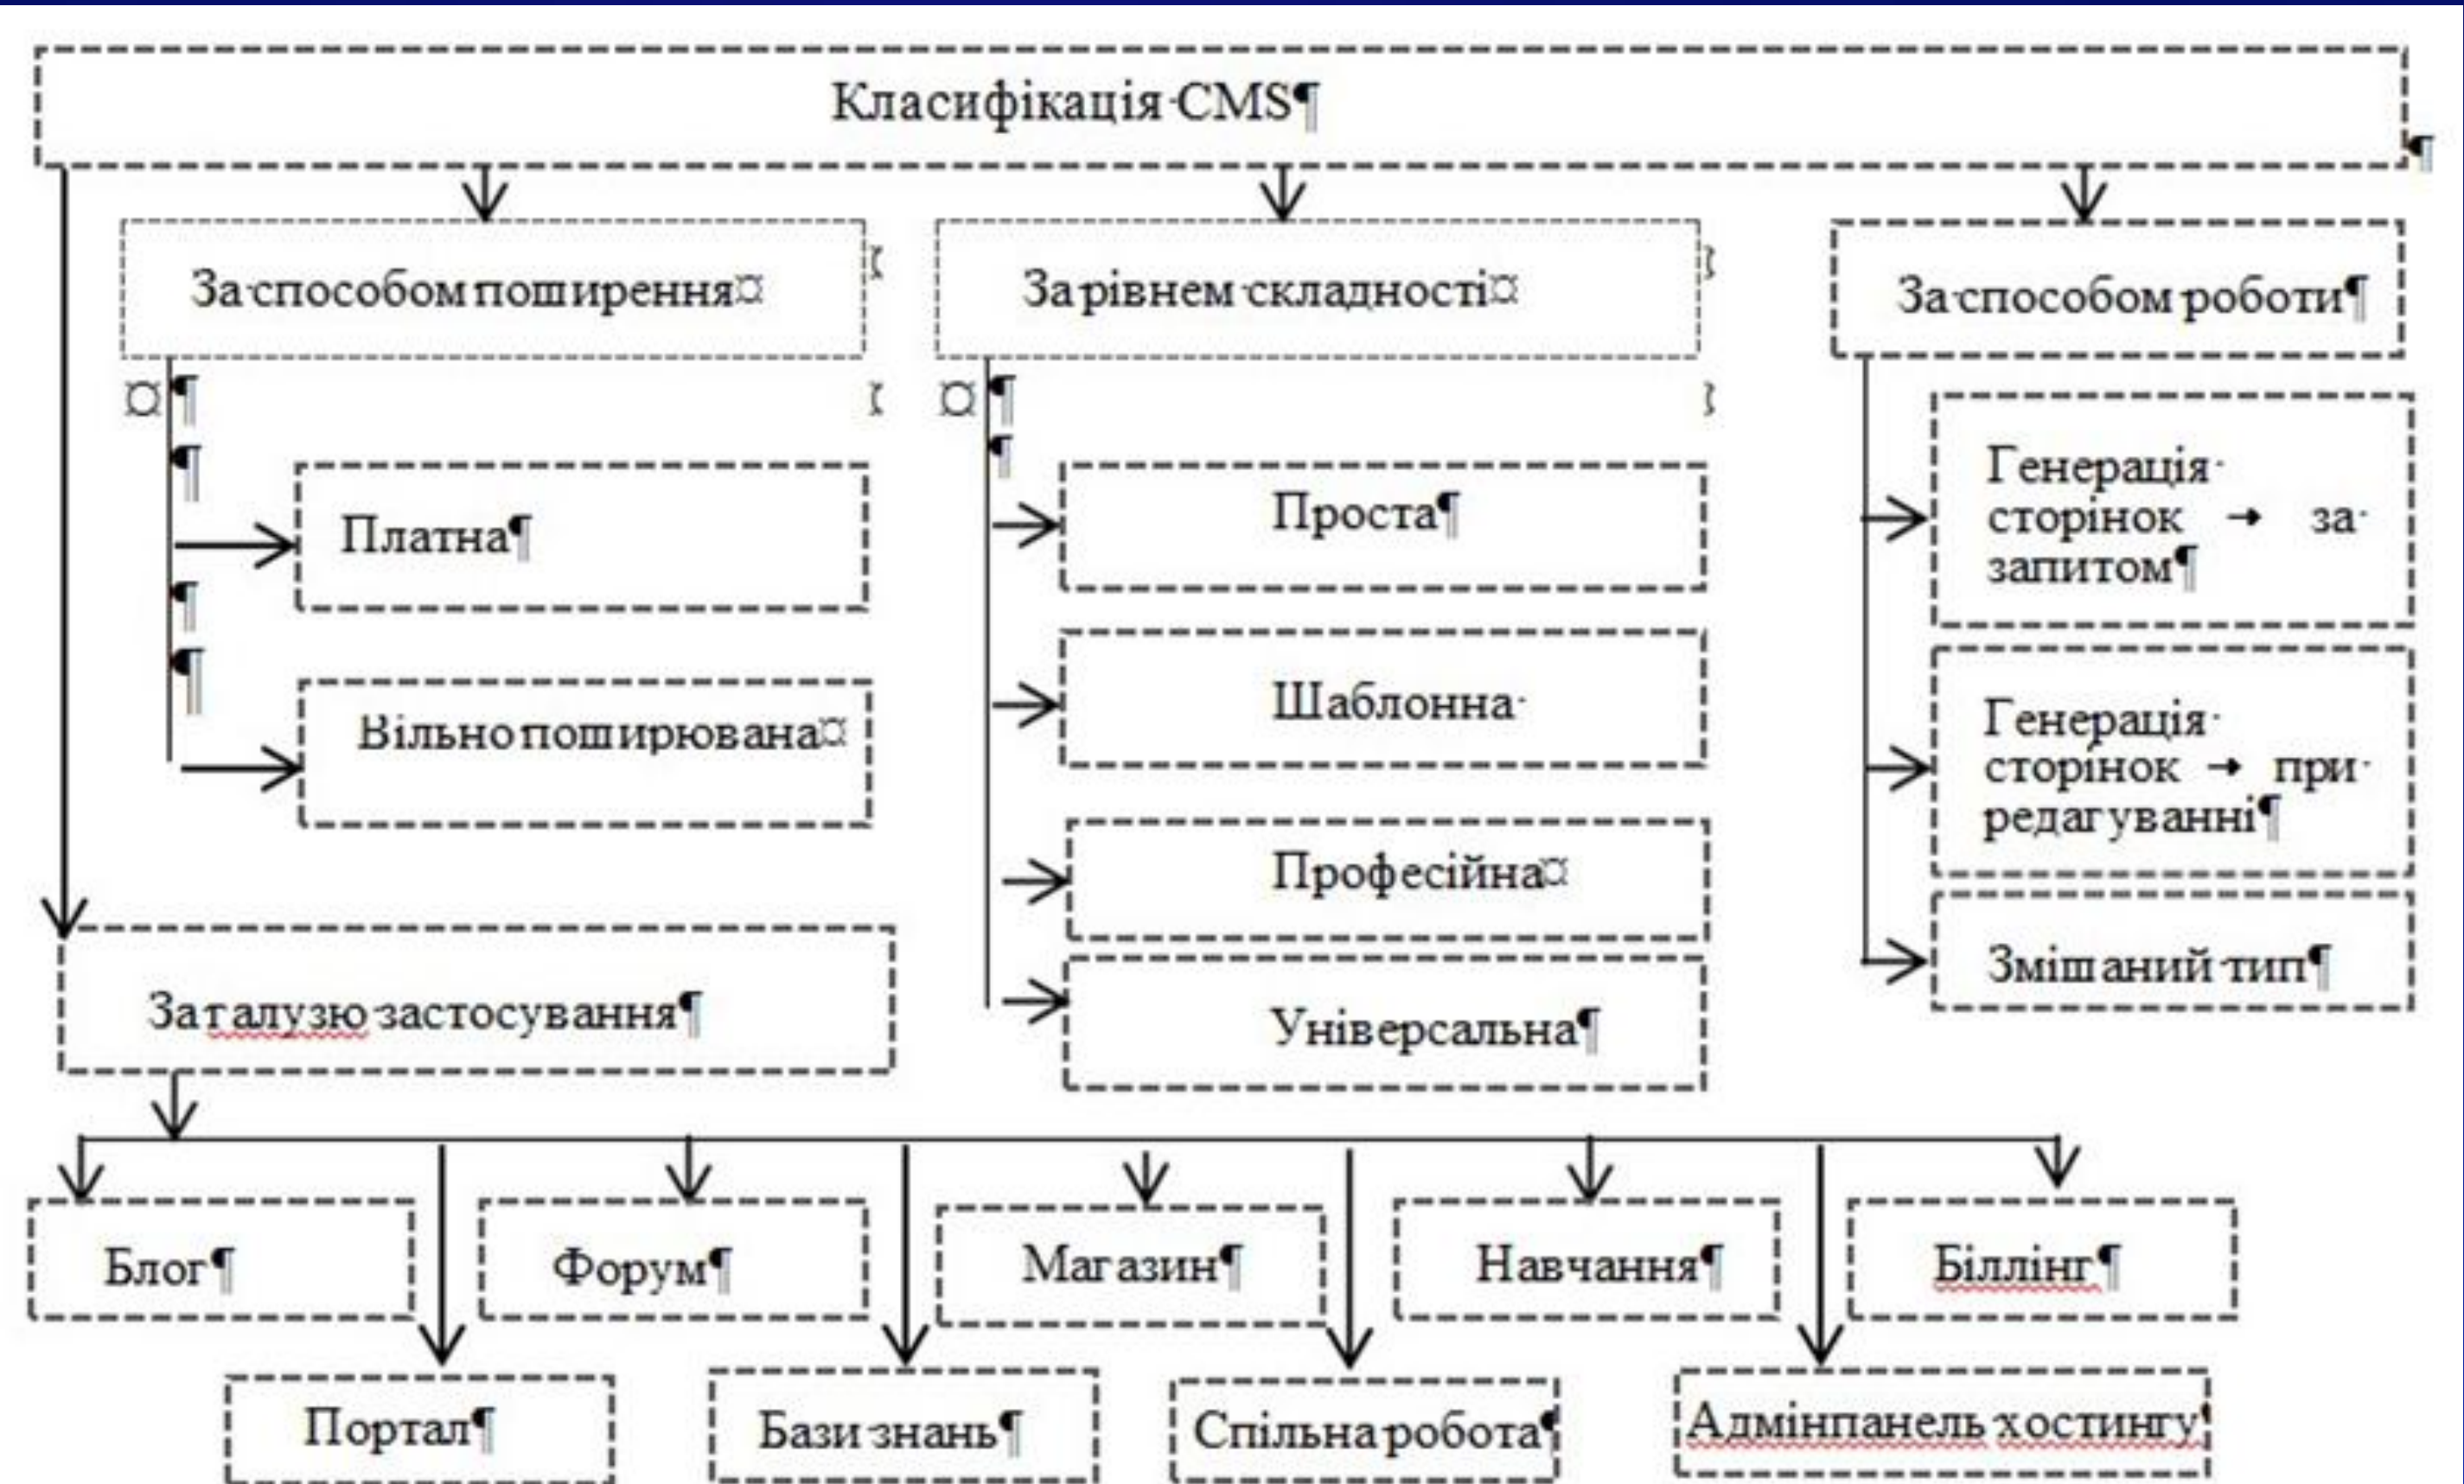 Класифікація CMS
За способом поширення
За рівнем складності
За способом роботи
Платна
Вільно поширювана
Проста
Шаблонна
Професійна
Універсальна
Генерація
сторінок → за
запитом
Генерація
сторінок → при
редагуванні
Змішаний тип
За галузю застосування
Блог
Форум
Магазин
Навчання
Біллінг
Портал
Бази знань
Спільна робота
Адмінпанель хостингу